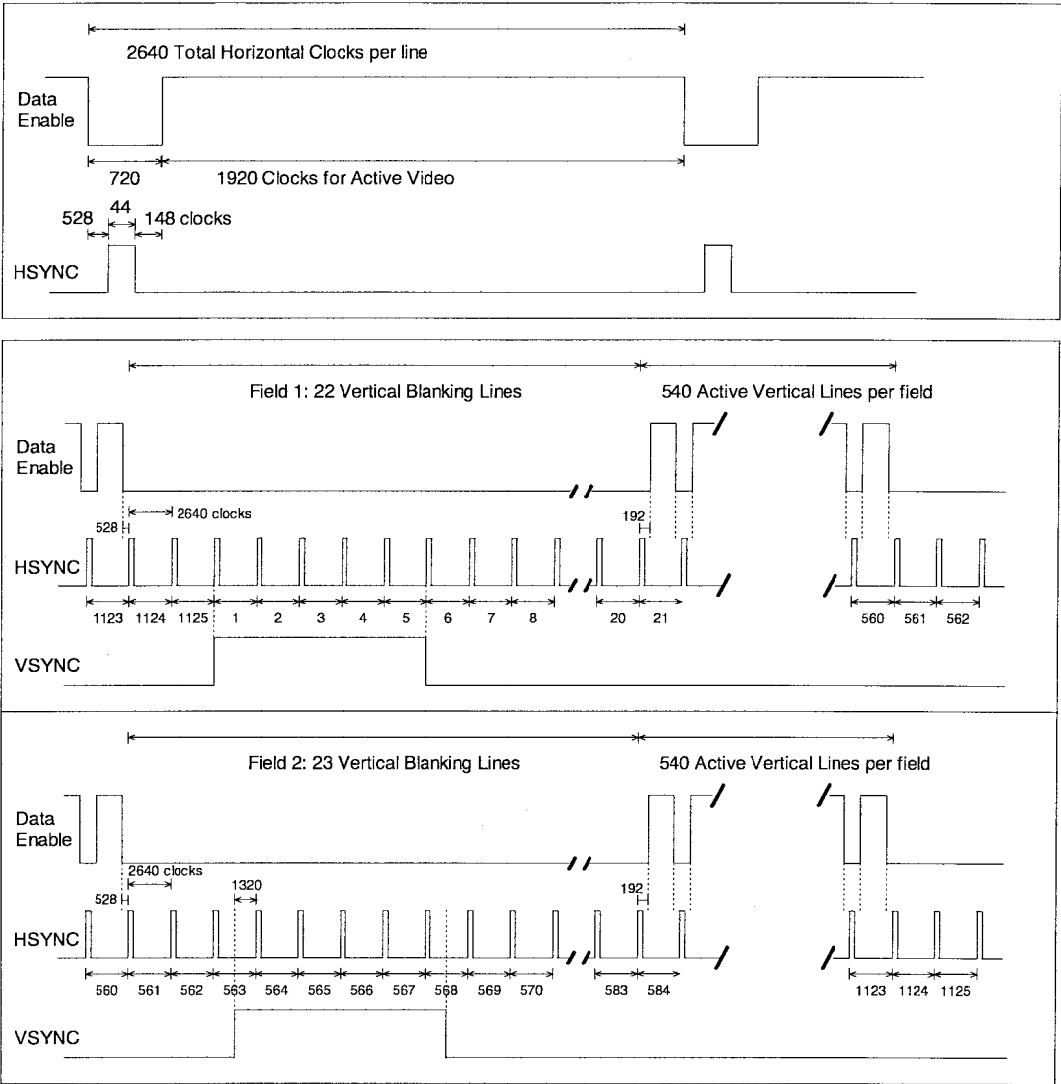 2640 Total Horizontal Clocks per line
Data
Enable
720
1920 Clocks for Active Video
44
528
148 clocks
HSYNC
Field 1: 22 Vertical Blanking Lines
540 Active Vertical Lines per field
Data
Enable
2640 clocks
528
192
HSYNC
1123 1124 1125 1 2 3 4 5 6 7 8 20 21 560 561 562
VSYNC
Field 2: 23 Vertical Blanking Lines
540 Active Vertical Lines per field
Data
Enable
2640 clocks
1320
528
192
HSYNC
560 561 562 563 564 565 566 567 568 569 570 583 584 1123 1124 1125
VSYNC